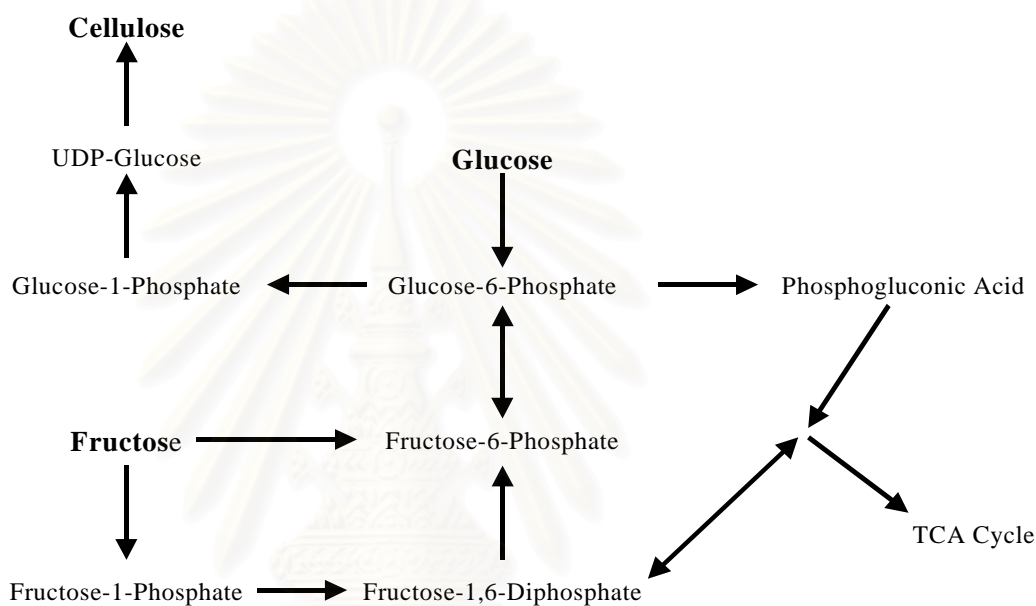 Cellulose
UDP-Glucose
Glucose
Glucose-1-Phosphate
Glucose-6-Phosphate
Phosphogluconic Acid
Fructose
Fructose-6-Phosphate
TCA Cycle
Fructose-1-Phosphate
Fructose-1,6-Diphosphate